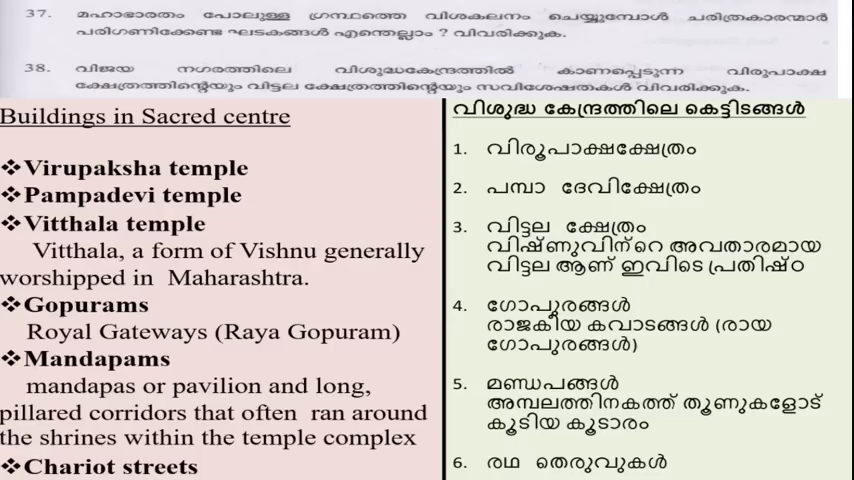 37. മഹാഭാരതം പോലുള്ള ഗ്രന്ഥത്തെ വിശകലനം ചെയ്യുമ്പോൾ ചരിത്രകാരന്മാർ
പരിഗണിക്കേണ്ട ഘടകങ്ങൾ എന്തെല്ലാം ? വിവരിക്കുക.
38. വിജയ നഗരത്തിലെ വിശുദ്ധകേന്ദ്രത്തിൽ കാണപ്പെടുന്ന വിരുപാക്ഷ
ക്ഷേത്രത്തിന്റെയും വിട്ടല ക്ഷേത്രത്തിന്റെയും സവിശേഷതകൾ വിവരിക്കുക.
Buildings in Sacred centre
❖Virupaksha temple
❖Pampadevi temple
❖Vitthala temple
Vitthala, a form of Vishnu generally
worshipped in Maharashtra.
❖Gopurams
Royal Gateways (Raya Gopuram)
❖Mandapams
mandapas or pavilion and long,
pillared corridors that often ran around
the shrines within the temple complex
❖Chariot streets
വിശുദ്ധ കേന്ദ്രത്തിലെ കെട്ടിടങ്ങൾ
1. വിരൂപാക്ഷക്ഷേത്രം
2. പമ്പാ ദേവിക്ഷേത്രം
3. വിട്ടല ക്ഷേത്രം
വിഷ്ണുവിൻറെ അവതാരമായ
വിട്ടല ആണ് ഇവിടെ പ്രതിഷ്ഠ
4. ഗോപുരങ്ങൾ
രാജകീയ കവാടങ്ങൾ (രായ
ഗോപുരങ്ങൾ)
5. മണ്ഡപങ്ങൾ
അമ്പലത്തിനകത്ത് തൂണുകളോട്
കൂടിയ കൂടാരം
6. രഥ തെരുവുകൾ